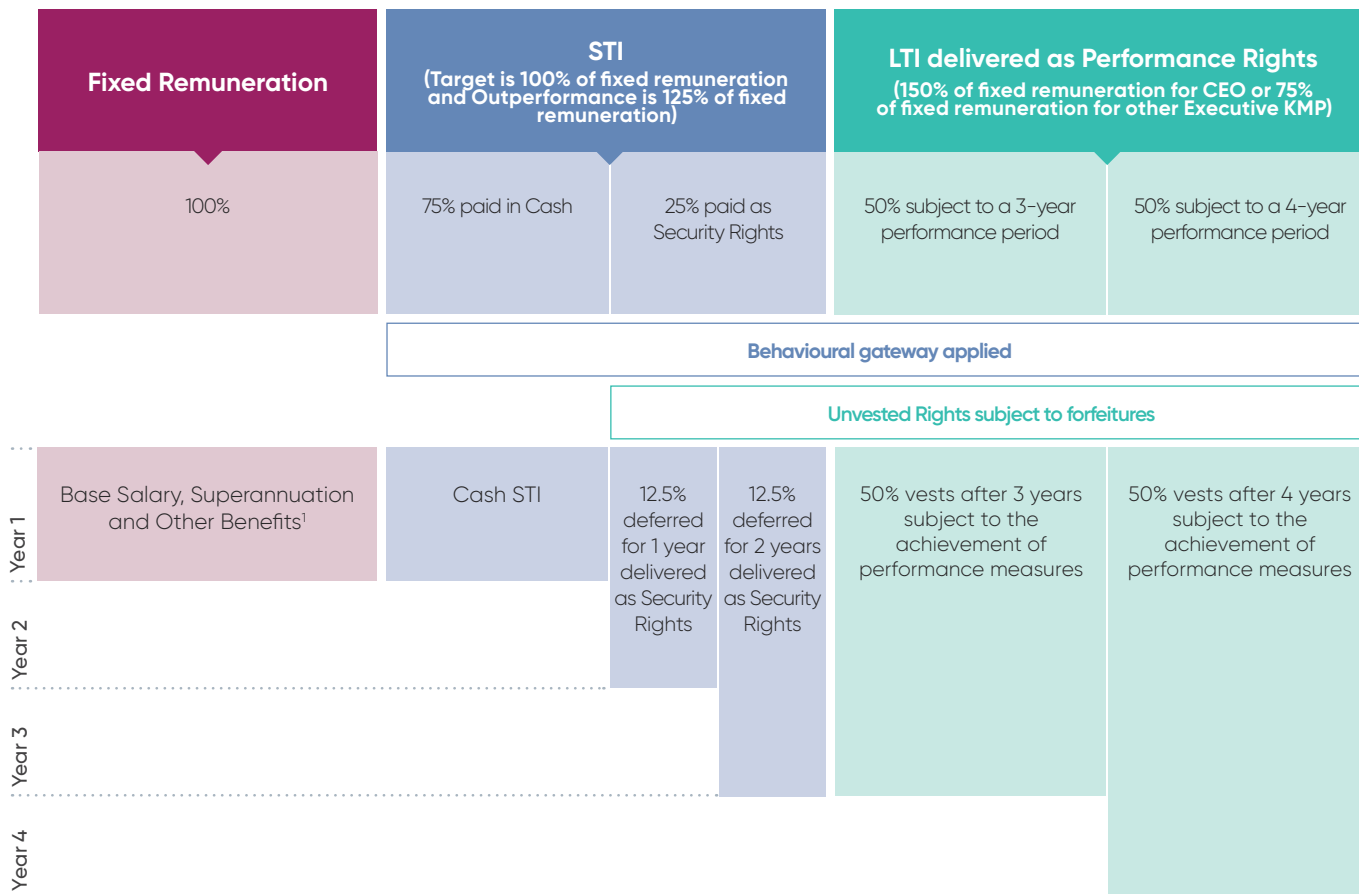 Fixed Remuneration
STI
(Target is 100% of fixed remuneration
and Outperformance is 125% of fixed
remuneration)
LTI delivered as Performance Rights
(150% of fixed remuneration for CEO or 75%
of fixed remuneration for other Executive KMP)
100%
75% paid in Cash
25% paid as
Security Rights
50% subject to a 3-year
performance period
50% subject to a 4-year
performance period
Behavioural gateway applied
Unvested Rights subject to forfeitures
Year 1
Base Salary, Superannuation
and Other Benefits¹
Cash STI
12.5%
deferred
for 1 year
delivered
as Security
Rights
12.5%
deferred
for 2 years
delivered
as Security
Rights
50% vests after 3 years
subject to the
achievement of
performance measures
50% vests after 4 years
subject to the
achievement of
performance measures
Year 2
Year 3
Year 4